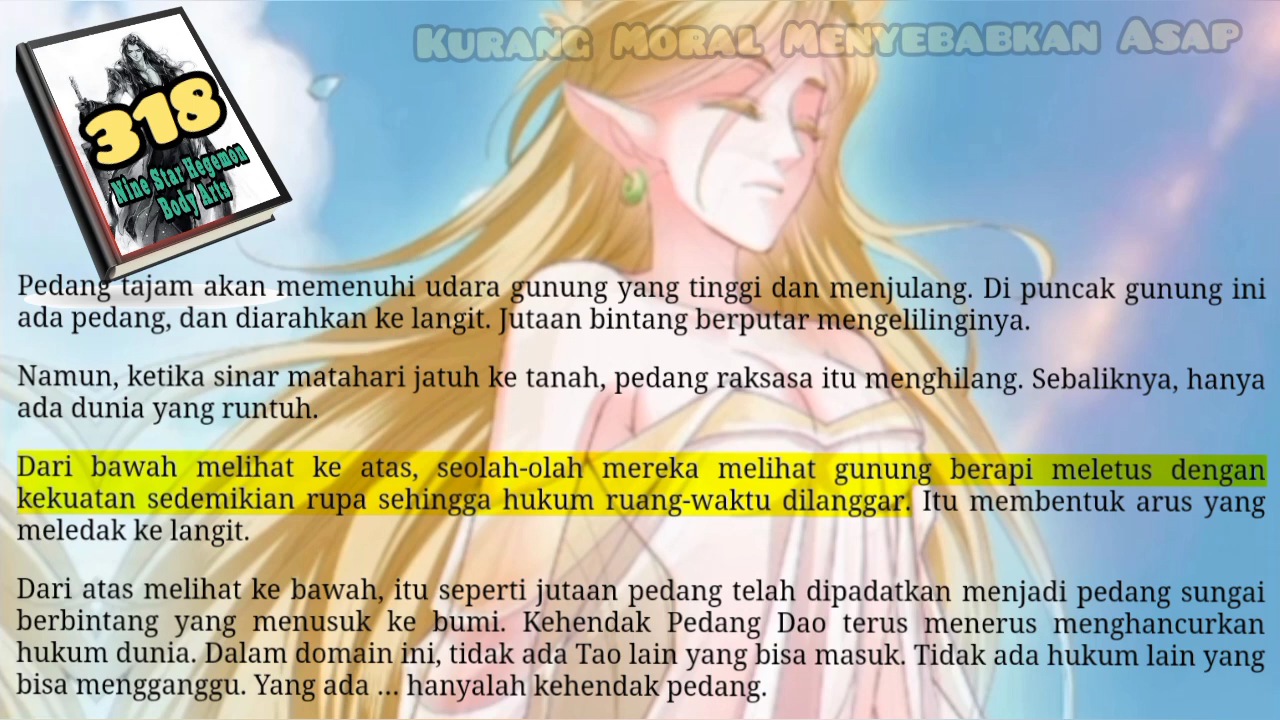 Kurang Moral Menyebabkan Asap
318
Nine Star Hegemon
Body Arts
Pedang tajam akan memenuhi udara gunung yang tinggi dan menjulang. Di puncak gunung ini
ada pedang, dan diarahkan ke langit. Jutaan bintang berputar mengelilinginya.
Namun, ketika sinar matahari jatuh ke tanah, pedang raksasa itu menghilang. Sebaliknya, hanya
ada dunia yang runtuh.
Dari bawah melihat ke atas, seolah-olah mereka melihat gunung berapi meletus dengan
kekuatan sedemikian rupa sehingga hukum ruang-waktu dilanggar. Itu membentuk arus yang
meledak ke langit.
Dari atas melihat ke bawah, itu seperti jutaan pedang telah dipadatkan menjadi pedang sungai
berbintang yang menusuk ke bumi. Kehendak Pedang Dao terus menerus menghancurkan
hukum dunia. Dalam domain ini, tidak ada Tao lain yang bisa masuk. Tidak ada hukum lain yang
bisa mengganggu. Yang ada ... hanyalah kehendak pedang.